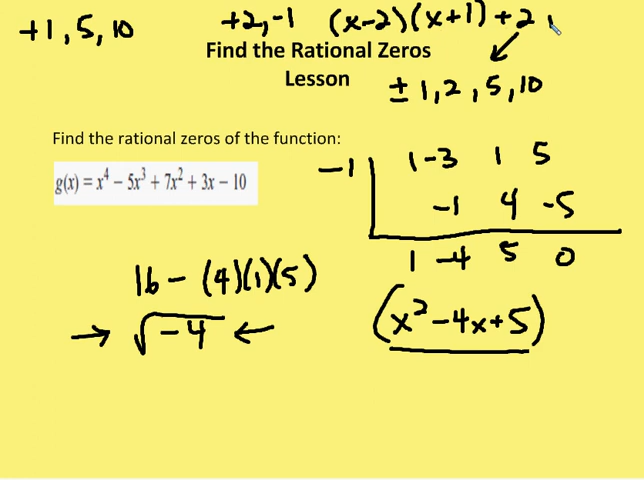 +1, 5, 10
+2, -1 (x-2)(x+1) +2,
Find the Rational Zeros
Lesson
± 1, 2, 5, 10
Find the rational zeros of the function:
g(x) = x⁴ − 5x³ + 7x² + 3x − 10
-1 | 1 -3 1 5
-1 4 -5
1 -4 5 0
16 - (4)(1)(5)
→ √-4 ←
(x² - 4x + 5)